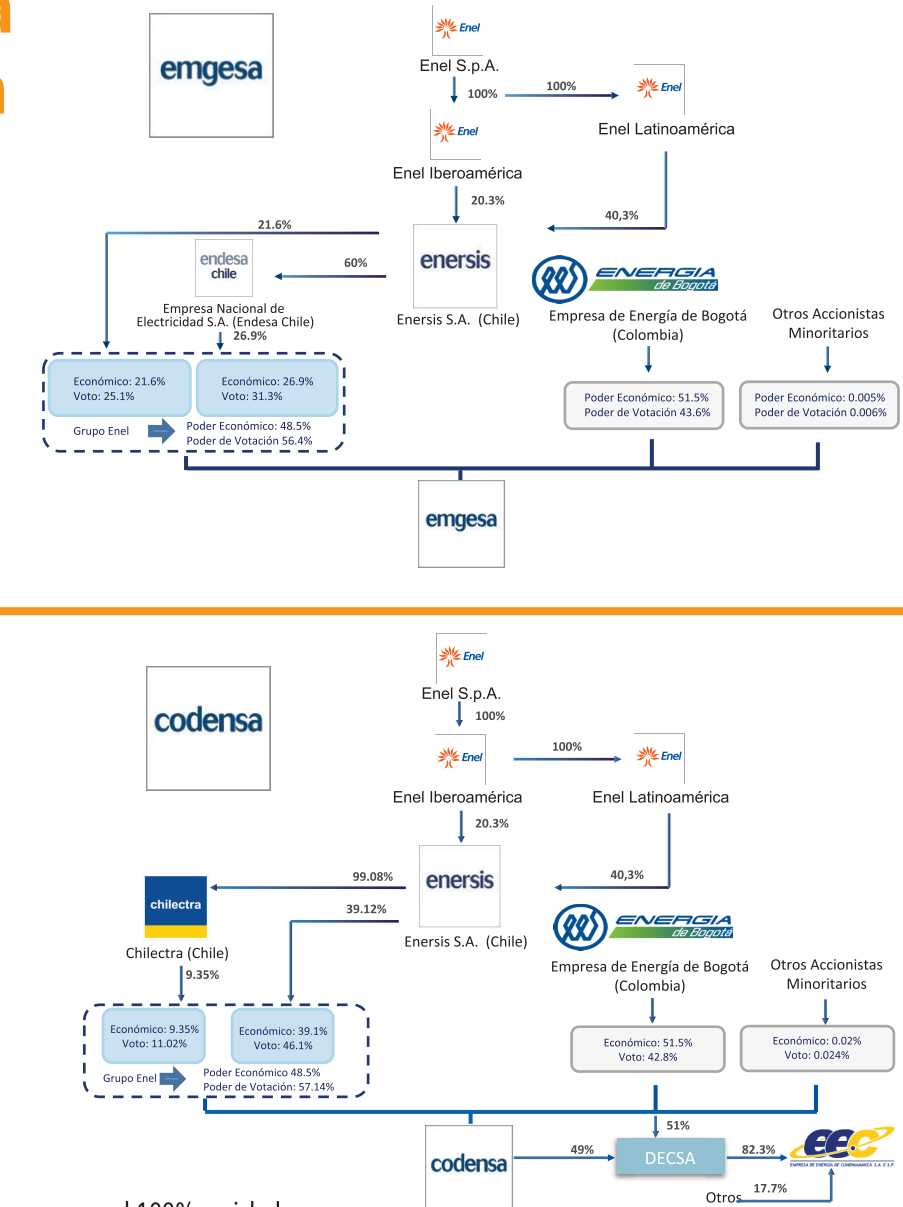 emgesa
Enel
Enel S.p.A.
100%
100%
Enel
Enel Latinoamérica
Enel
Enel Iberoamérica
20.3%
40,3%
21.6%
endesa
chile
60%
enersis
ENERGIA
de Bogotá
Empresa Nacional de
Electricidad S.A. (Endesa Chile)
26.9%
Enersis S.A. (Chile)
Empresa de Energía de Bogotá
(Colombia)
Otros Accionistas
Minoritarios
Económico: 21.6%
Voto: 25.1%
Económico: 26.9%
Voto: 31.3%
Poder Económico: 51.5%
Poder de Votación 43.6%
Poder Económico: 0.005%
Poder de Votación 0.006%
Grupo Enel
Poder Económico: 48.5%
Poder de Votación 56.4%
emgesa
Enel
Enel S.p.A.
100%
codensa
Enel
100%
Enel
Enel Iberoamérica
Enel Latinoamérica
20.3%
99.08%
enersis
40,3%
chilectra
39.12%
ENERGIA
de Bogotá
Chilectra (Chile)
Enersis S.A. (Chile)
Empresa de Energía de Bogotá
(Colombia)
Otros Accionistas
Minoritarios
9.35%
Económico: 9.35%
Voto: 11.02%
Económico: 39.1%
Voto: 46.1%
Económico: 51.5%
Voto: 42.8%
Económico: 0.02%
Voto: 0.024%
Grupo Enel
Poder Económico 48.5%
Poder de Votación: 57.14%
51%
codensa
49%
DECSA
82.3%
eec
EMPRESA DE ENERGÍA DE CUNDINAMARCA S.A. E.S.P.
Otros
17.7%